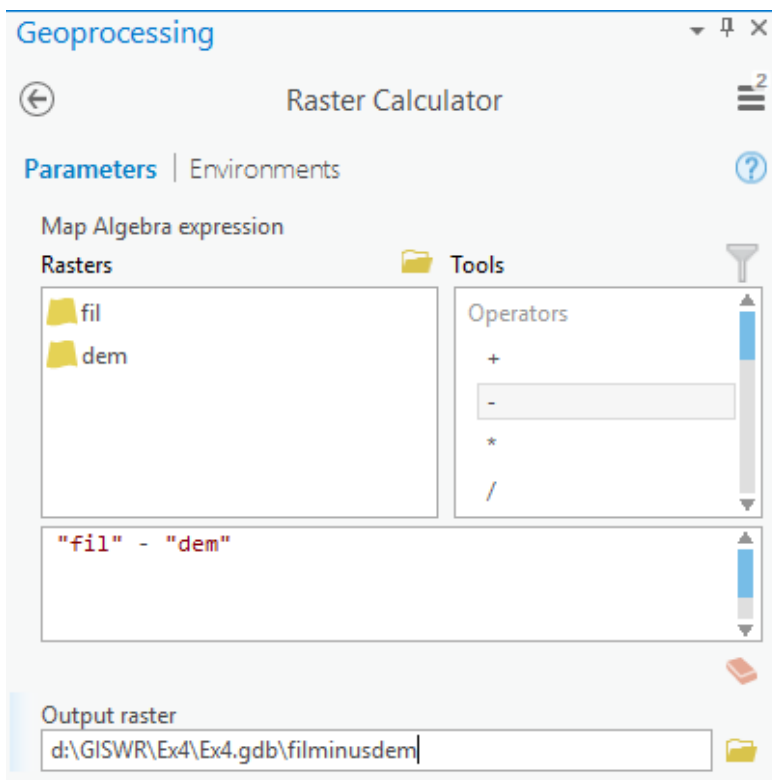 Geoprocessing
Raster Calculator
2
Parameters | Environments
?
Map Algebra expression
Rasters
Tools
fil
dem
Operators
+
-
*
/
"fil" - "dem"
Output raster
d:\GISWR\Ex4\Ex4.gdb\filminusdem